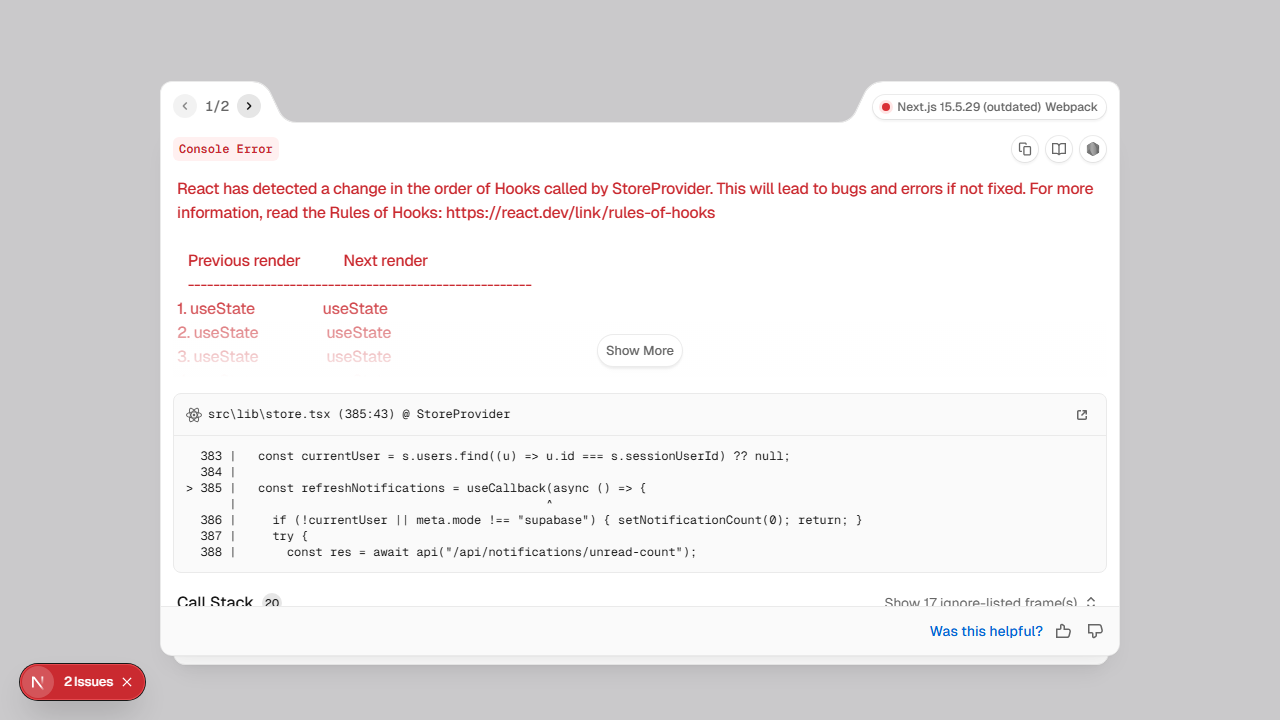 1/2
Next.js 15.5.29 (outdated) Webpack
Console Error
React has detected a change in the order of Hooks called by StoreProvider. This will lead to bugs and errors if not fixed. For more
information, read the Rules of Hooks: https://react.dev/link/rules-of-hooks
Previous render Next render
------------------------------------------------------
1. useState useState
2. useState useState
3. useState useState
Show More
src\lib\store.tsx (385:43) @ StoreProvider
383 | const currentUser = s.users.find((u) => u.id === s.sessionUserId) ?? null;
384 |
> 385 | const refreshNotifications = useCallback(async () => {
| ^
386 | if (!currentUser || meta.mode !== "supabase") { setNotificationCount(0); return; }
387 | try {
388 | const res = await api("/api/notifications/unread-count");
Call Stack 20
Show 17 ignore-listed frame(s)
Was this helpful?
N 2 Issues